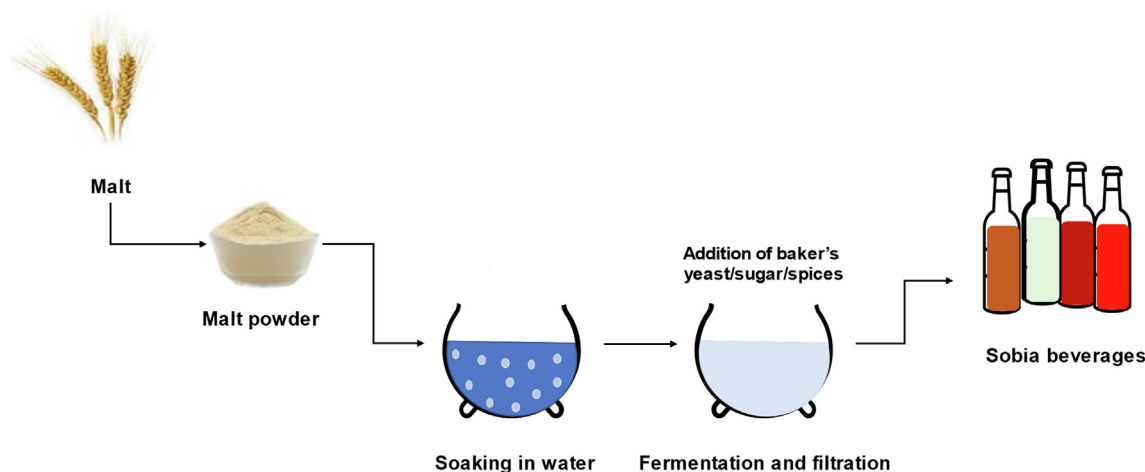 Malt
Malt powder
Soaking in water
Addition of baker's
yeast/sugar/spices
Fermentation and filtration
Sobia beverages